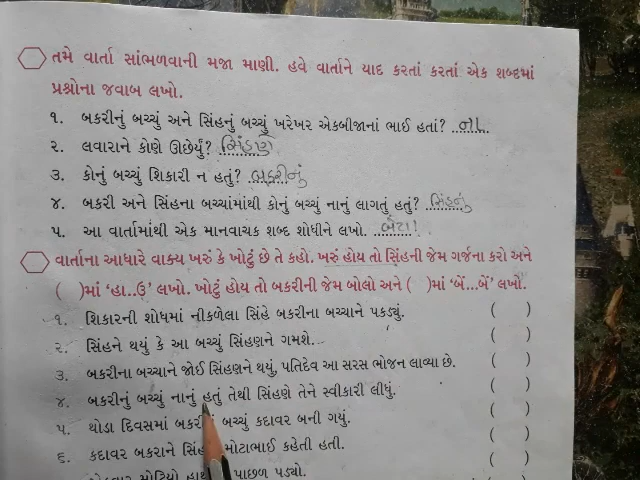 તમે વાર્તા સાંભળવાની મજા માણી. હવે વાર્તાને યાદ કરતાં કરતાં એક શબ્દમાં
પ્રશ્નોના જવાબ લખો.
૧. બકરીનું બચ્ચું અને સિંહનું બચ્ચું ખરેખર એકબીજાનાં ભાઈ હતાં? ના
૨. લવારાને કોણે ઊછેર્યું? સિંહણે
૩. કોનું બચ્ચું શિકારી ન હતું? બકરીનું
૪. બકરી અને સિંહના બચ્ચાંમાંથી કોનું બચ્ચું નાનું લાગતું હતું? સિંહનું
૫. આ વાર્તામાંથી એક માનવાચક શબ્દ શોધીને લખો. બેટા!
વાર્તાના આધારે વાક્ય ખરું કે ખોટું છે તે કહો. ખરું હોય તો સિંહની જેમ ગર્જના કરો અને
( )માં ‘હા..ઉ’ લખો. ખોટું હોય તો બકરીની જેમ બોલો અને ( )માં ‘બેં...બેં’ લખો.
૧. શિકારની શોધમાં નીકળેલા સિંહે બકરીના બચ્ચાને પકડ્યું. ( )
૨. સિંહને થયું કે આ બચ્ચું સિંહણને ગમશે. ( )
૩. બકરીના બચ્ચાને જોઈ સિંહણને થયું, પતિદેવ આ સરસ ભોજન લાવ્યા છે. ( )
૪. બકરીનું બચ્ચું નાનું હતું તેથી સિંહણે તેને સ્વીકારી લીધું. ( )
૫. થોડા દિવસમાં બચ્ચું કદાવર બની ગયું. ( )
૬. કદાવર બકરાને મોટાભાઈ કહેતી હતી. ( )
પાછળ પડ્યો. ( )